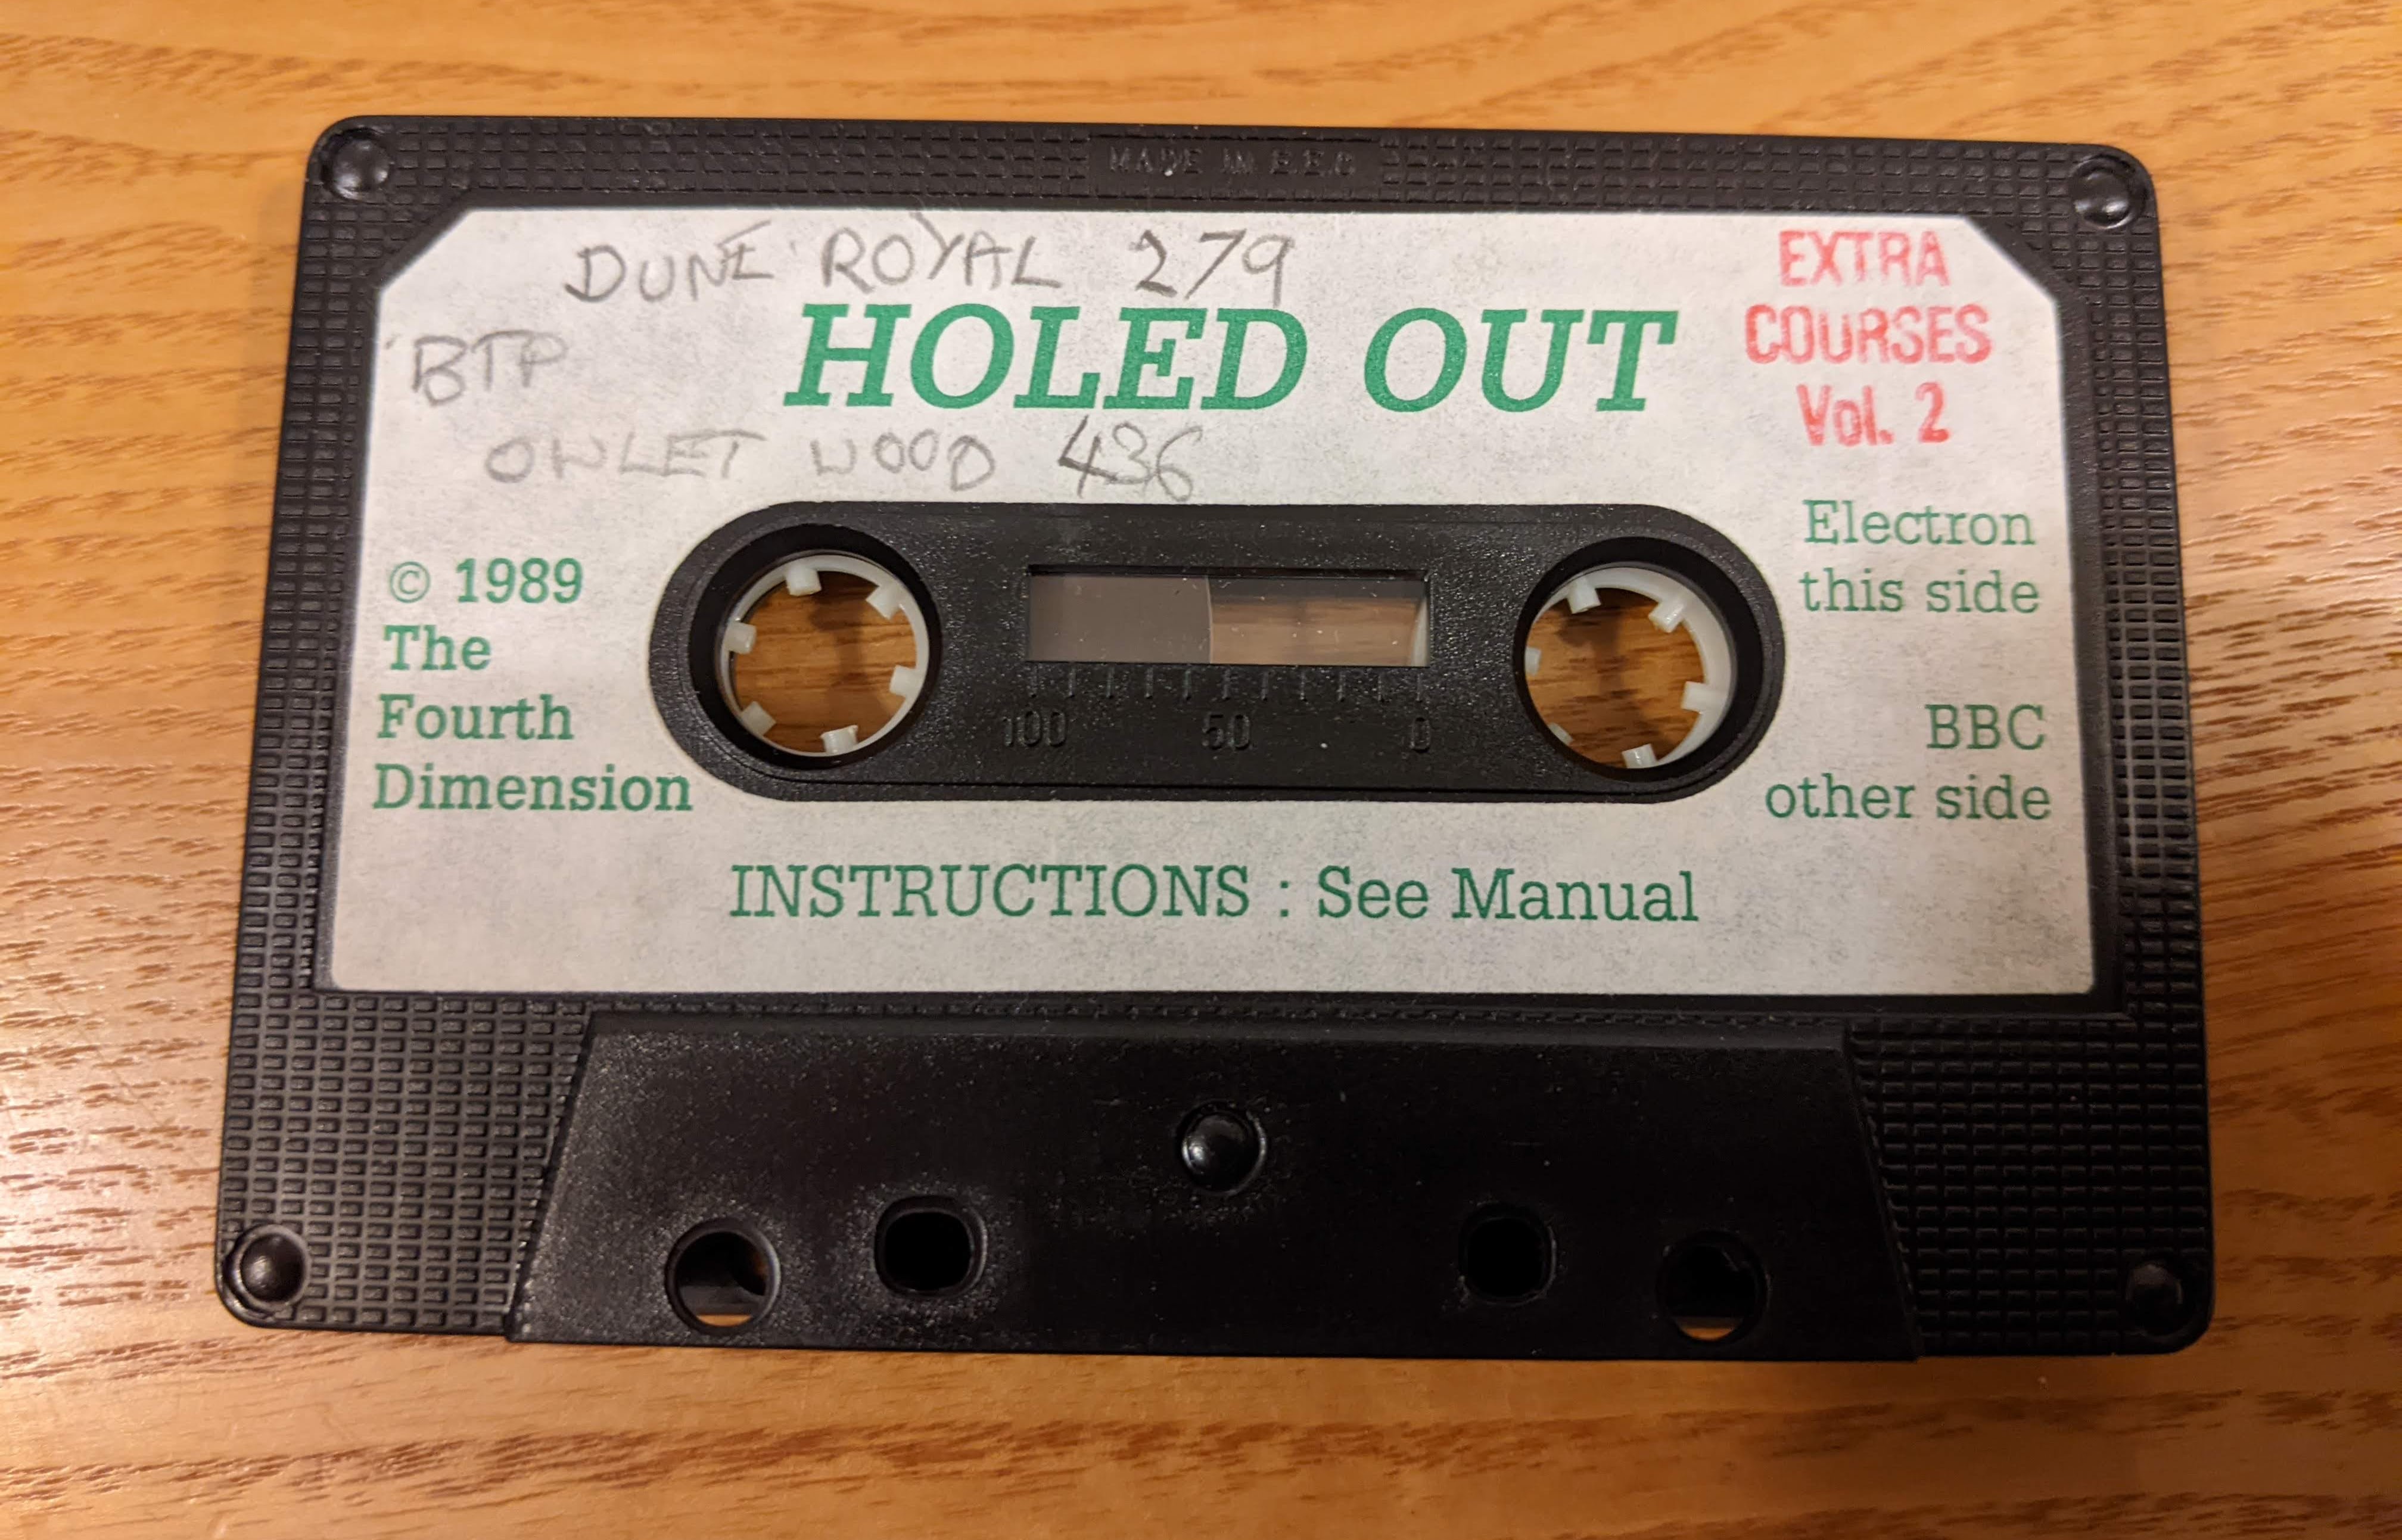 MADE IN E.E.C
DUNE ROYAL 279
HOLED OUT
BTP
OWLET WOOD 436
EXTRA
COURSES
Vol. 2
© 1989
The
Fourth
Dimension
100 50 0
Electron
this side
BBC
other side
INSTRUCTIONS : See Manual